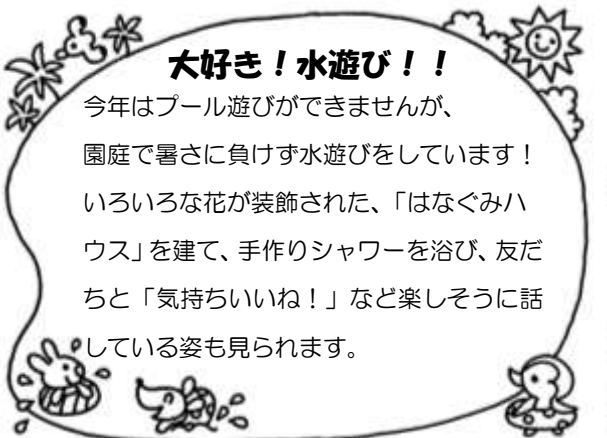 大好き!水遊び!!
今年はプール遊びができませんが、
園庭で暑さに負けず水遊びをしています!
いろいろな花が装飾された、「はなぐみハ
ウス」を建て、手作りシャワーを浴び、友だ
ちと「気持ちいいね!」など楽しそうに話
している姿も見られます。